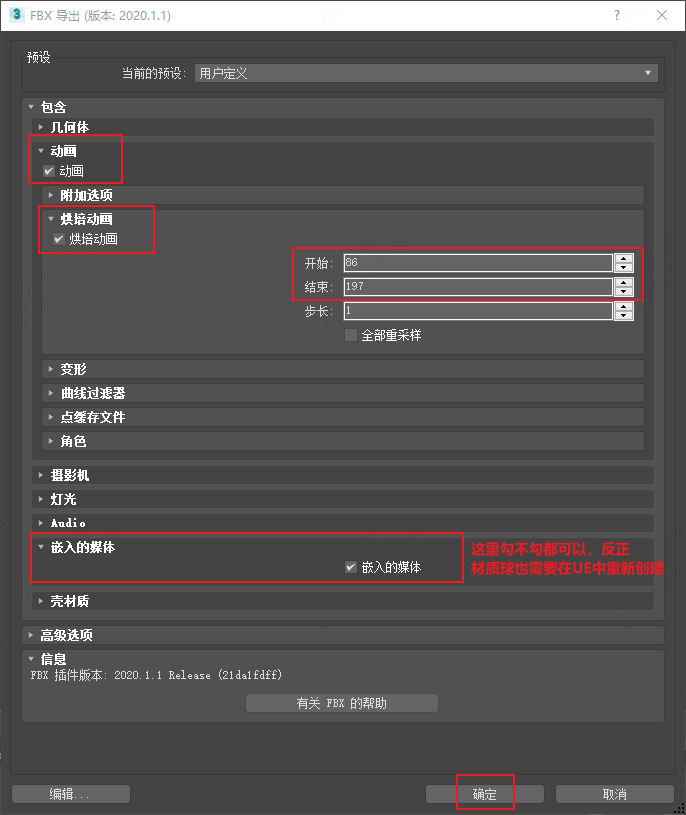 3 FBX 导出 (版本: 2020.1.1)
预设
当前的预设: 用户定义
包含
几何体
动画
动画
附加选项
烘培动画
烘培动画
开始: 86
结束: 197
步长: 1
全部重采样
变形
曲线过滤器
点缓存文件
角色
摄影机
灯光
Audio
嵌入的媒体
嵌入的媒体
这里勾不勾都可以，反正
材质球也需要在UE中重新创建
壳材质
高级选项
信息
FBX 插件版本: 2020.1.1 Release (21da1fdff)
有关 FBX 的帮助
编辑...
确定
取消